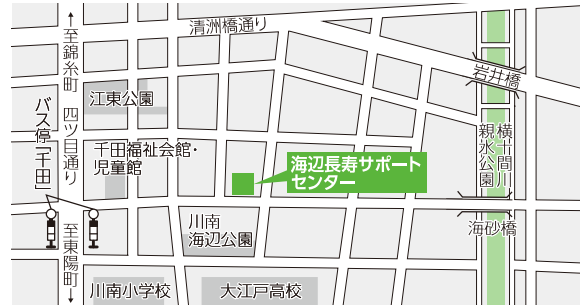 清洲橋通り
至錦糸町
四ツ目通り
至東陽町
江東公園
岩井橋
バス停「千田」
千田福祉会館・
児童館
横十間川
親水公園
海辺長寿サポート
センター
川南
海辺公園
海砂橋
川南小学校
大江戸高校